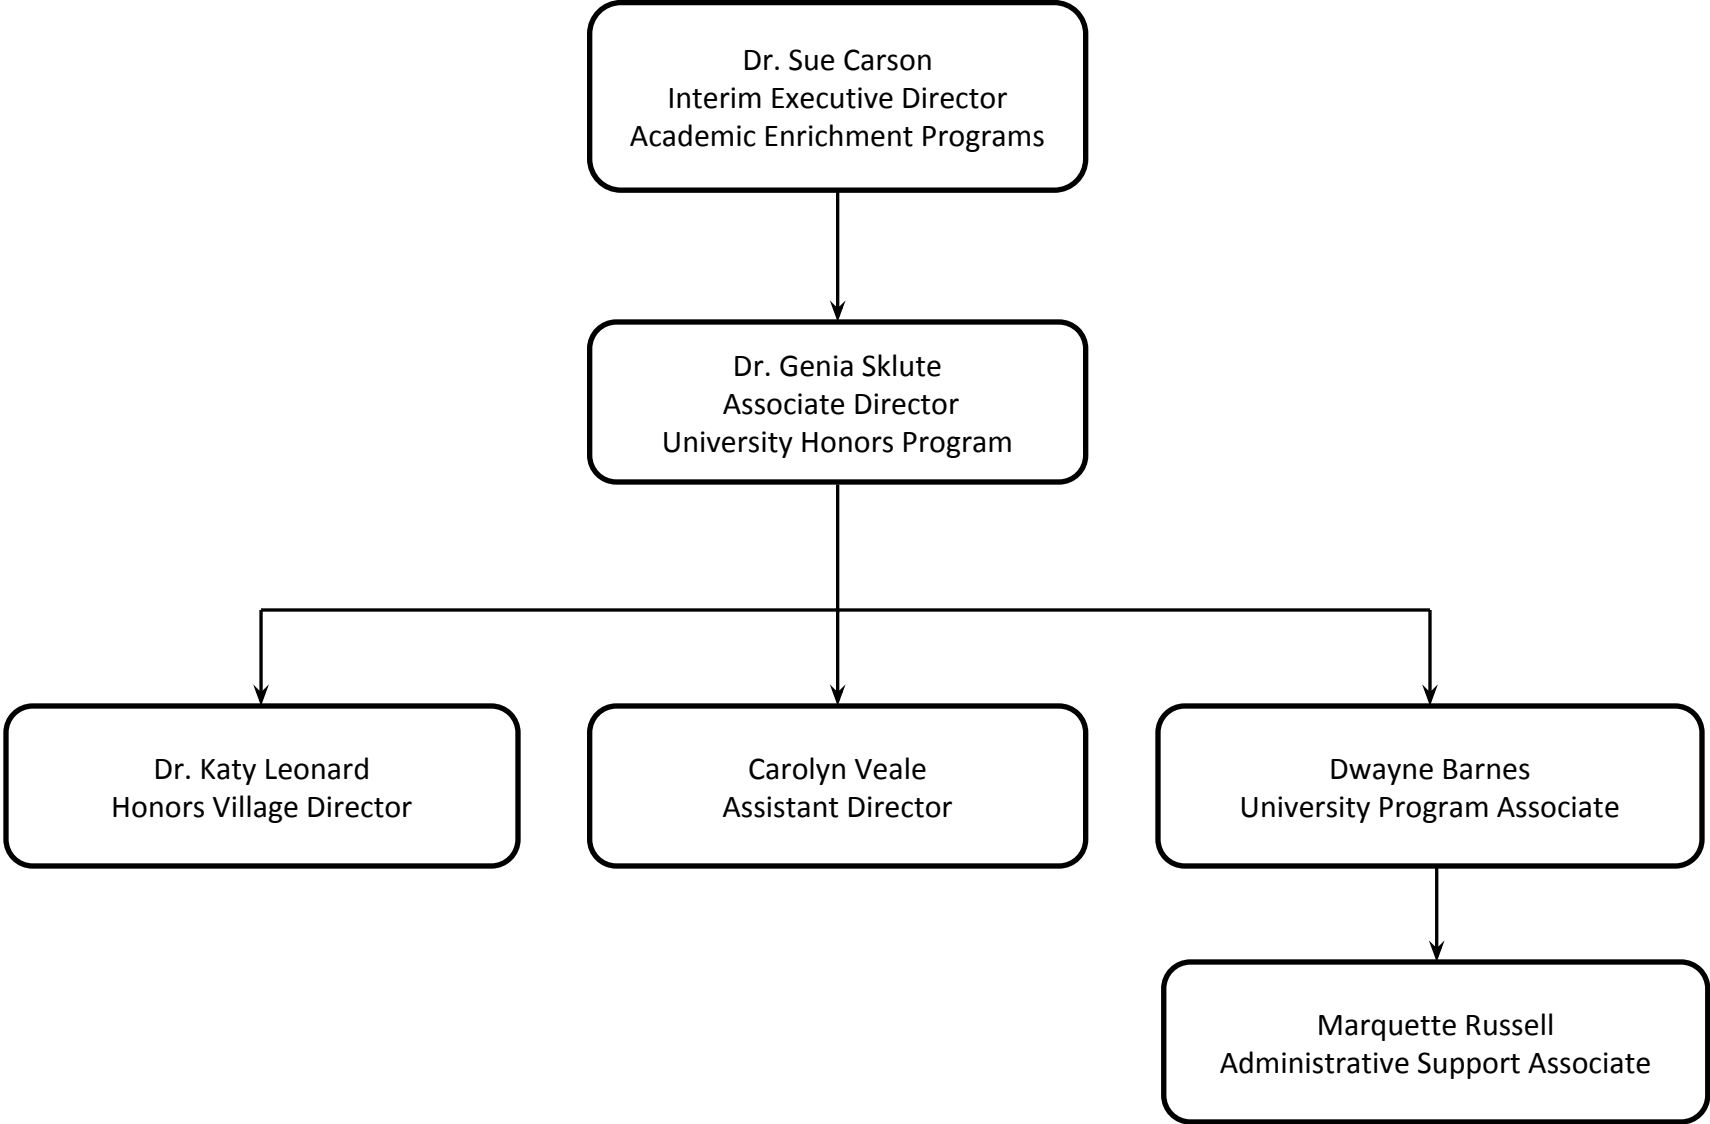 Dr. Sue Carson
Interim Executive Director
Academic Enrichment Programs
Dr. Genia Sklute
Associate Director
University Honors Program
Dr. Katy Leonard
Honors Village Director
Carolyn Veale
Assistant Director
Dwayne Barnes
University Program Associate
Marquette Russell
Administrative Support Associate